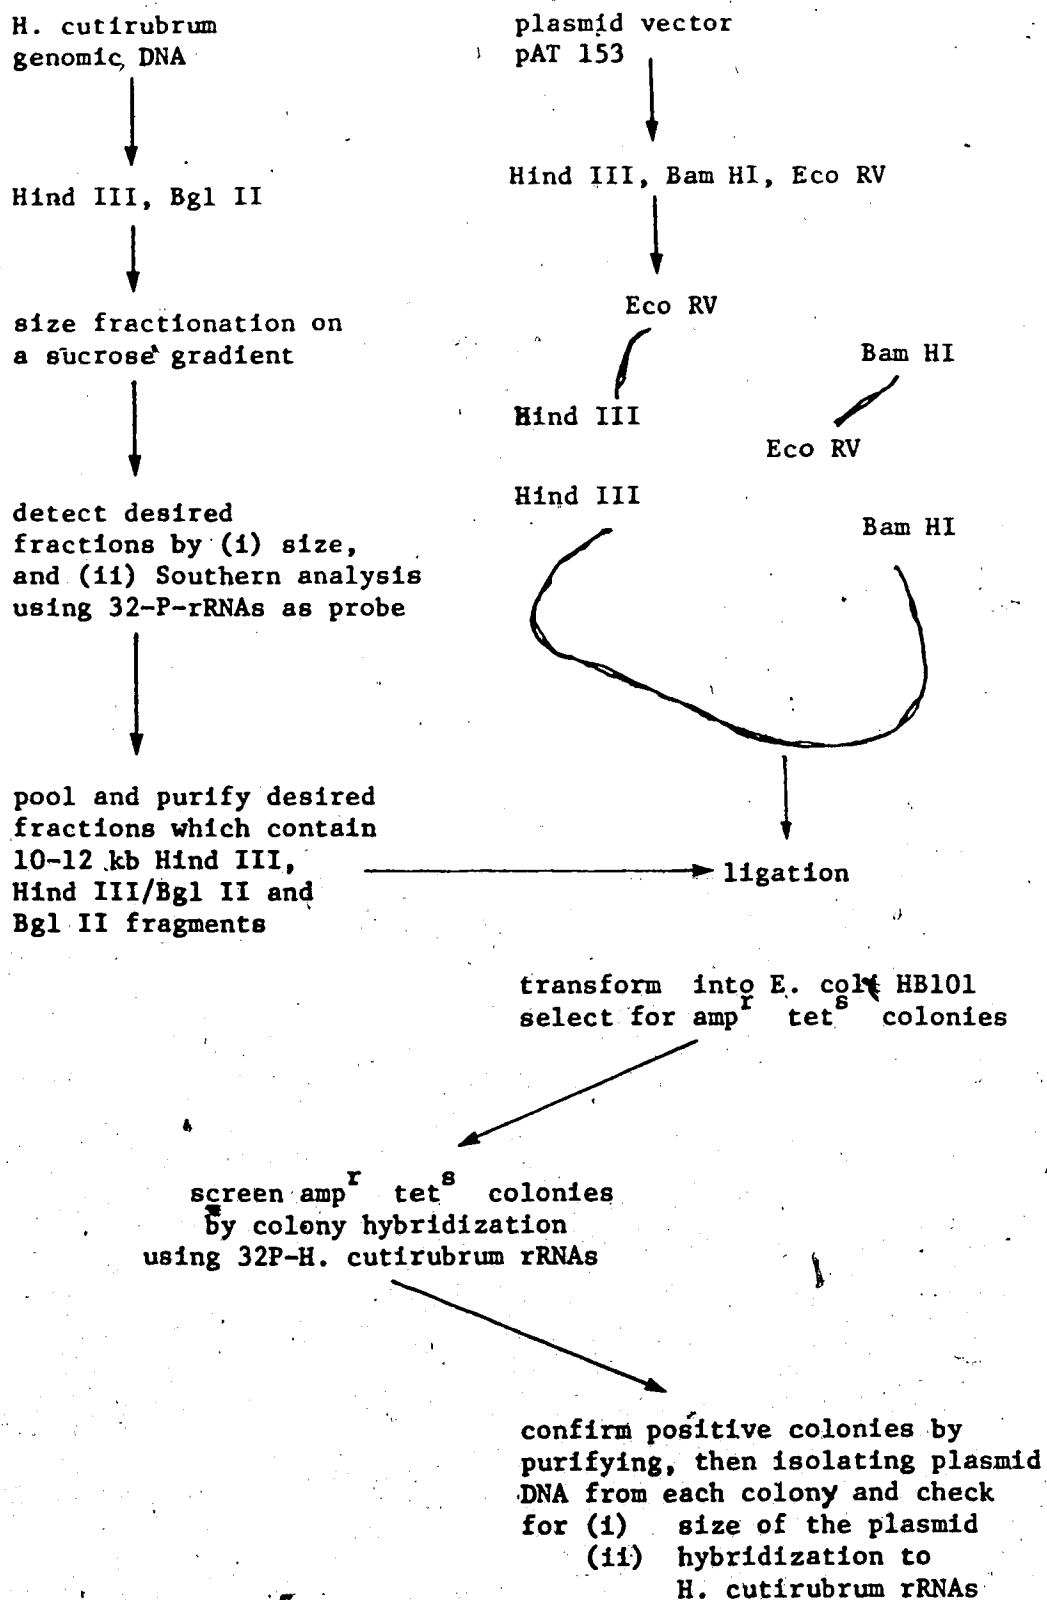 H. cutirubrum
genomic DNA
plasmid vector
pAT 153
Hind III, Bgl II
Hind III, Bam HI, Eco RV
size fractionation on
a sucrose gradient
Eco RV
Hind III
Bam HI
Eco RV
Hind III
Bam HI
detect desired
fractions by (i) size,
and (ii) Southern analysis
using 32-P-rRNAs as probe
pool and purify desired
fractions which contain
10-12 kb Hind III,
Hind III/Bgl II and
Bgl II fragments
ligation
transform into E. coli HB101
select for amp^r tet^s colonies
screen amp^r tet^s colonies
by colony hybridization
using 32P-H. cutirubrum rRNAs
confirm positive colonies by
purifying, then isolating plasmid
DNA from each colony and check
for (i) size of the plasmid
(ii) hybridization to
H. cutirubrum rRNAs